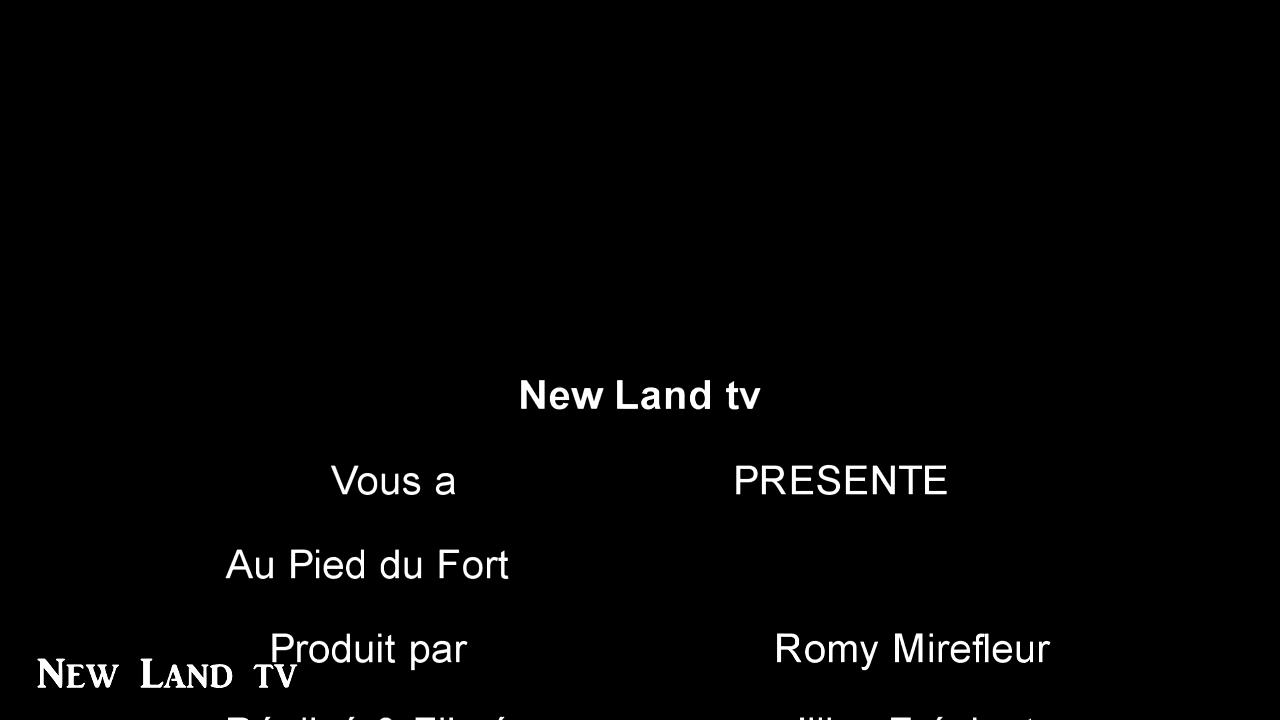 New Land tv
Vous a PRESENTE
Au Pied du Fort
Produit par Romy Mirefleur
New Land tv